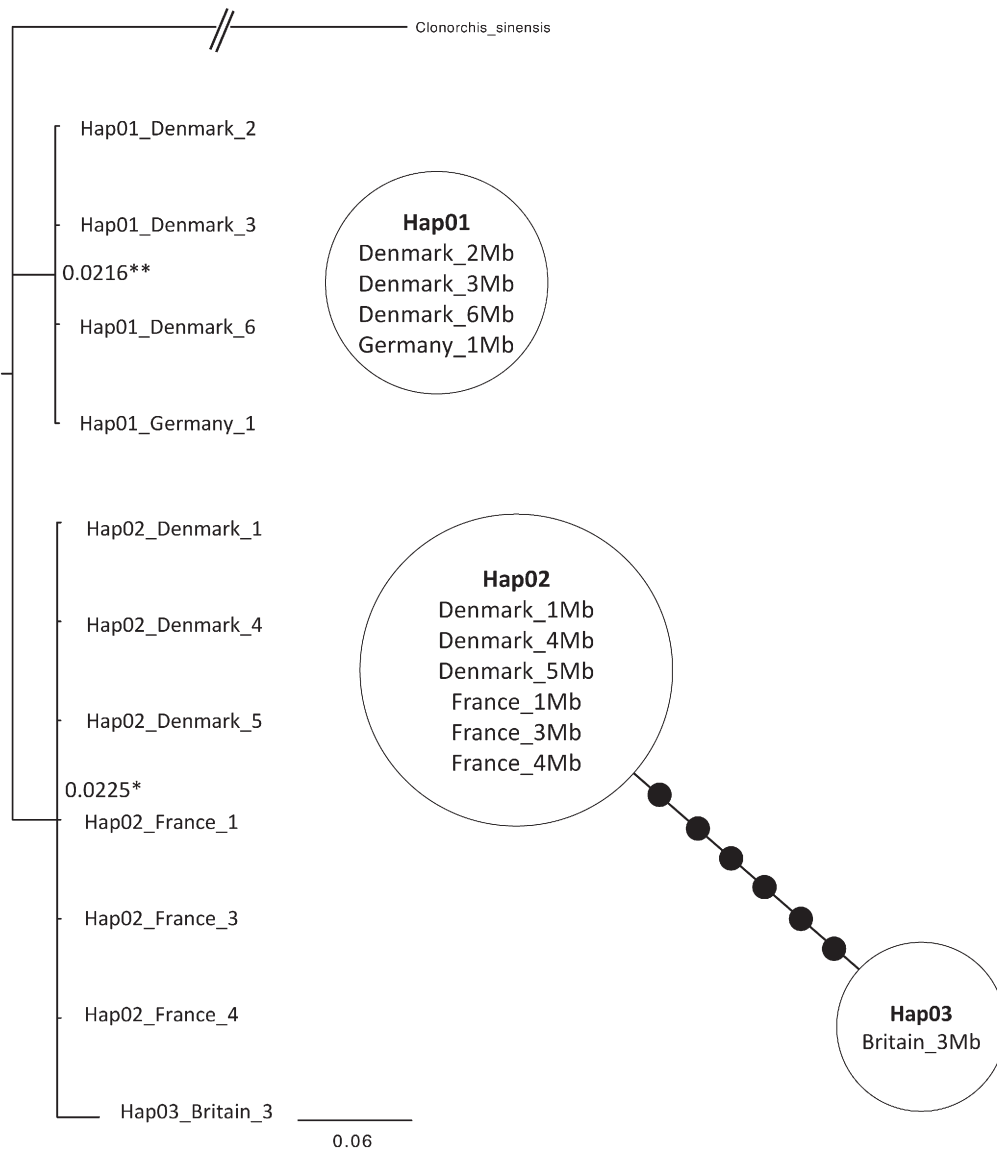 Clonorchis_sinensis
Hap01_Denmark_2
Hap01_Denmark_3
0.0216**
Hap01_Denmark_6
Hap01_Germany_1
Hap01
Denmark_2Mb
Denmark_3Mb
Denmark_6Mb
Germany_1Mb
Hap02_Denmark_1
Hap02_Denmark_4
Hap02_Denmark_5
0.0225*
Hap02_France_1
Hap02_France_3
Hap02_France_4
Hap03_Britain_3
Hap02
Denmark_1Mb
Denmark_4Mb
Denmark_5Mb
France_1Mb
France_3Mb
France_4Mb
Hap03
Britain_3Mb
0.06